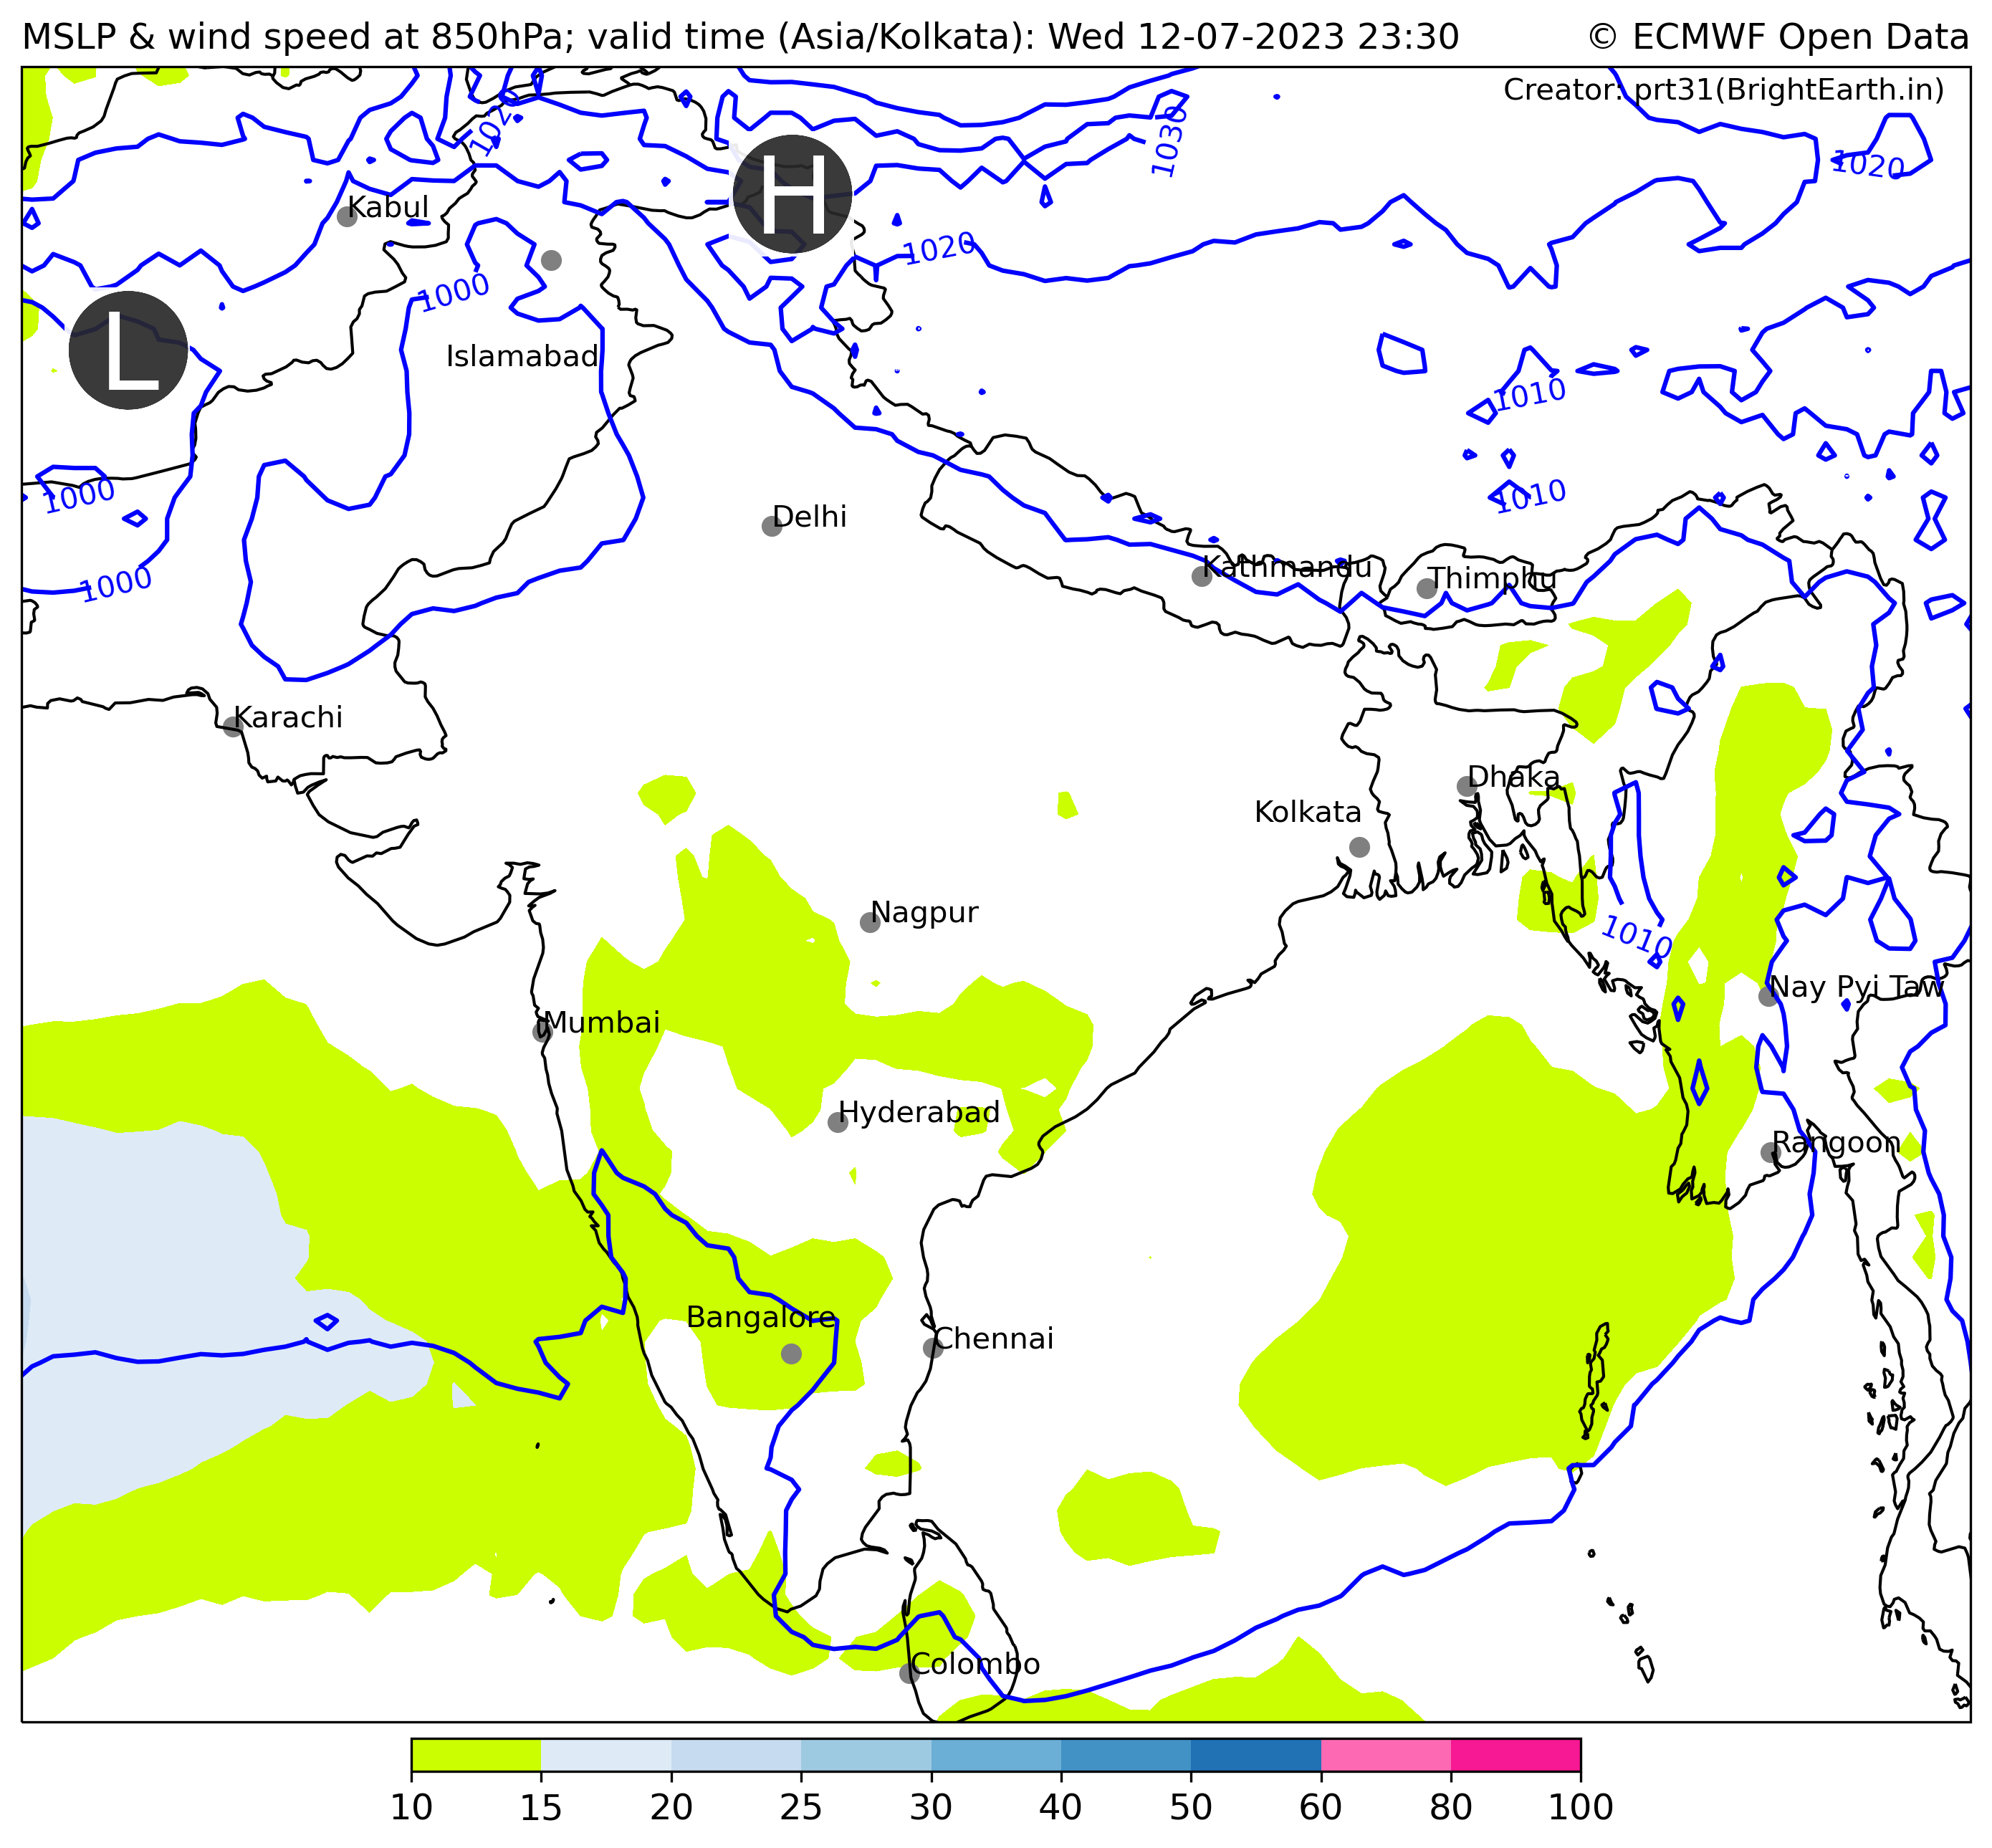 MSLP & wind speed at 850hPa; valid time (Asia/Kolkata): Wed 12-07-2023 23:30
© ECMWF Open Data
Creator: prt31(BrightEarth.in)
1020
1030
1020
H
Kabul
1020
1000
L
Islamabad
1010
1000
1010
Delhi
1000
Kathmandu
Thimphu
Karachi
Dhaka
Kolkata
Nagpur
1010
Nay Pyi Taw
Mumbai
Hyderabad
Rangoon
Bangalore
Chennai
Colombo
10 15 20 25 30 40 50 60 80 100